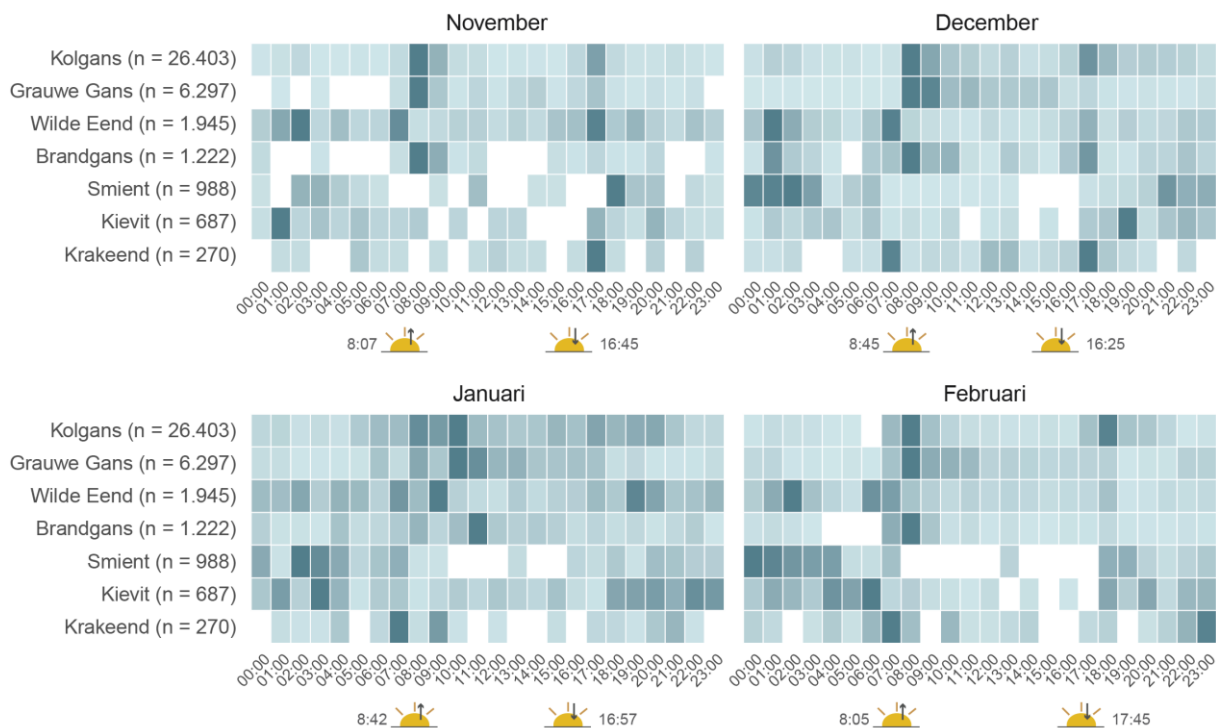 November December
Kolgans (n = 26.403)
Grauwe Gans (n = 6.297)
Wilde Eend (n = 1.945)
Brandgans (n = 1.222)
Smient (n = 988)
Kievit (n = 687)
Krakeend (n = 270)
00:00 01:00 02:00 03:00 04:00 05:00 06:00 07:00 08:00 09:00 10:00 11:00 12:00 13:00 14:00 15:00 16:00 17:00 18:00 19:00 20:00 21:00 22:00 23:00 00:00 01:00 02:00 03:00 04:00 05:00 06:00 07:00 08:00 09:00 10:00 11:00 12:00 13:00 14:00 15:00 16:00 17:00 18:00 19:00 20:00 21:00 22:00 23:00
8:07 16:45 8:45 16:25
Januari Februari
Kolgans (n = 26.403)
Grauwe Gans (n = 6.297)
Wilde Eend (n = 1.945)
Brandgans (n = 1.222)
Smient (n = 988)
Kievit (n = 687)
Krakeend (n = 270)
00:00 01:00 02:00 03:00 04:00 05:00 06:00 07:00 08:00 09:00 10:00 11:00 12:00 13:00 14:00 15:00 16:00 17:00 18:00 19:00 20:00 21:00 22:00 23:00 00:00 01:00 02:00 03:00 04:00 05:00 06:00 07:00 08:00 09:00 10:00 11:00 12:00 13:00 14:00 15:00 16:00 17:00 18:00 19:00 20:00 21:00 22:00 23:00
8:42 16:57 8:05 17:45